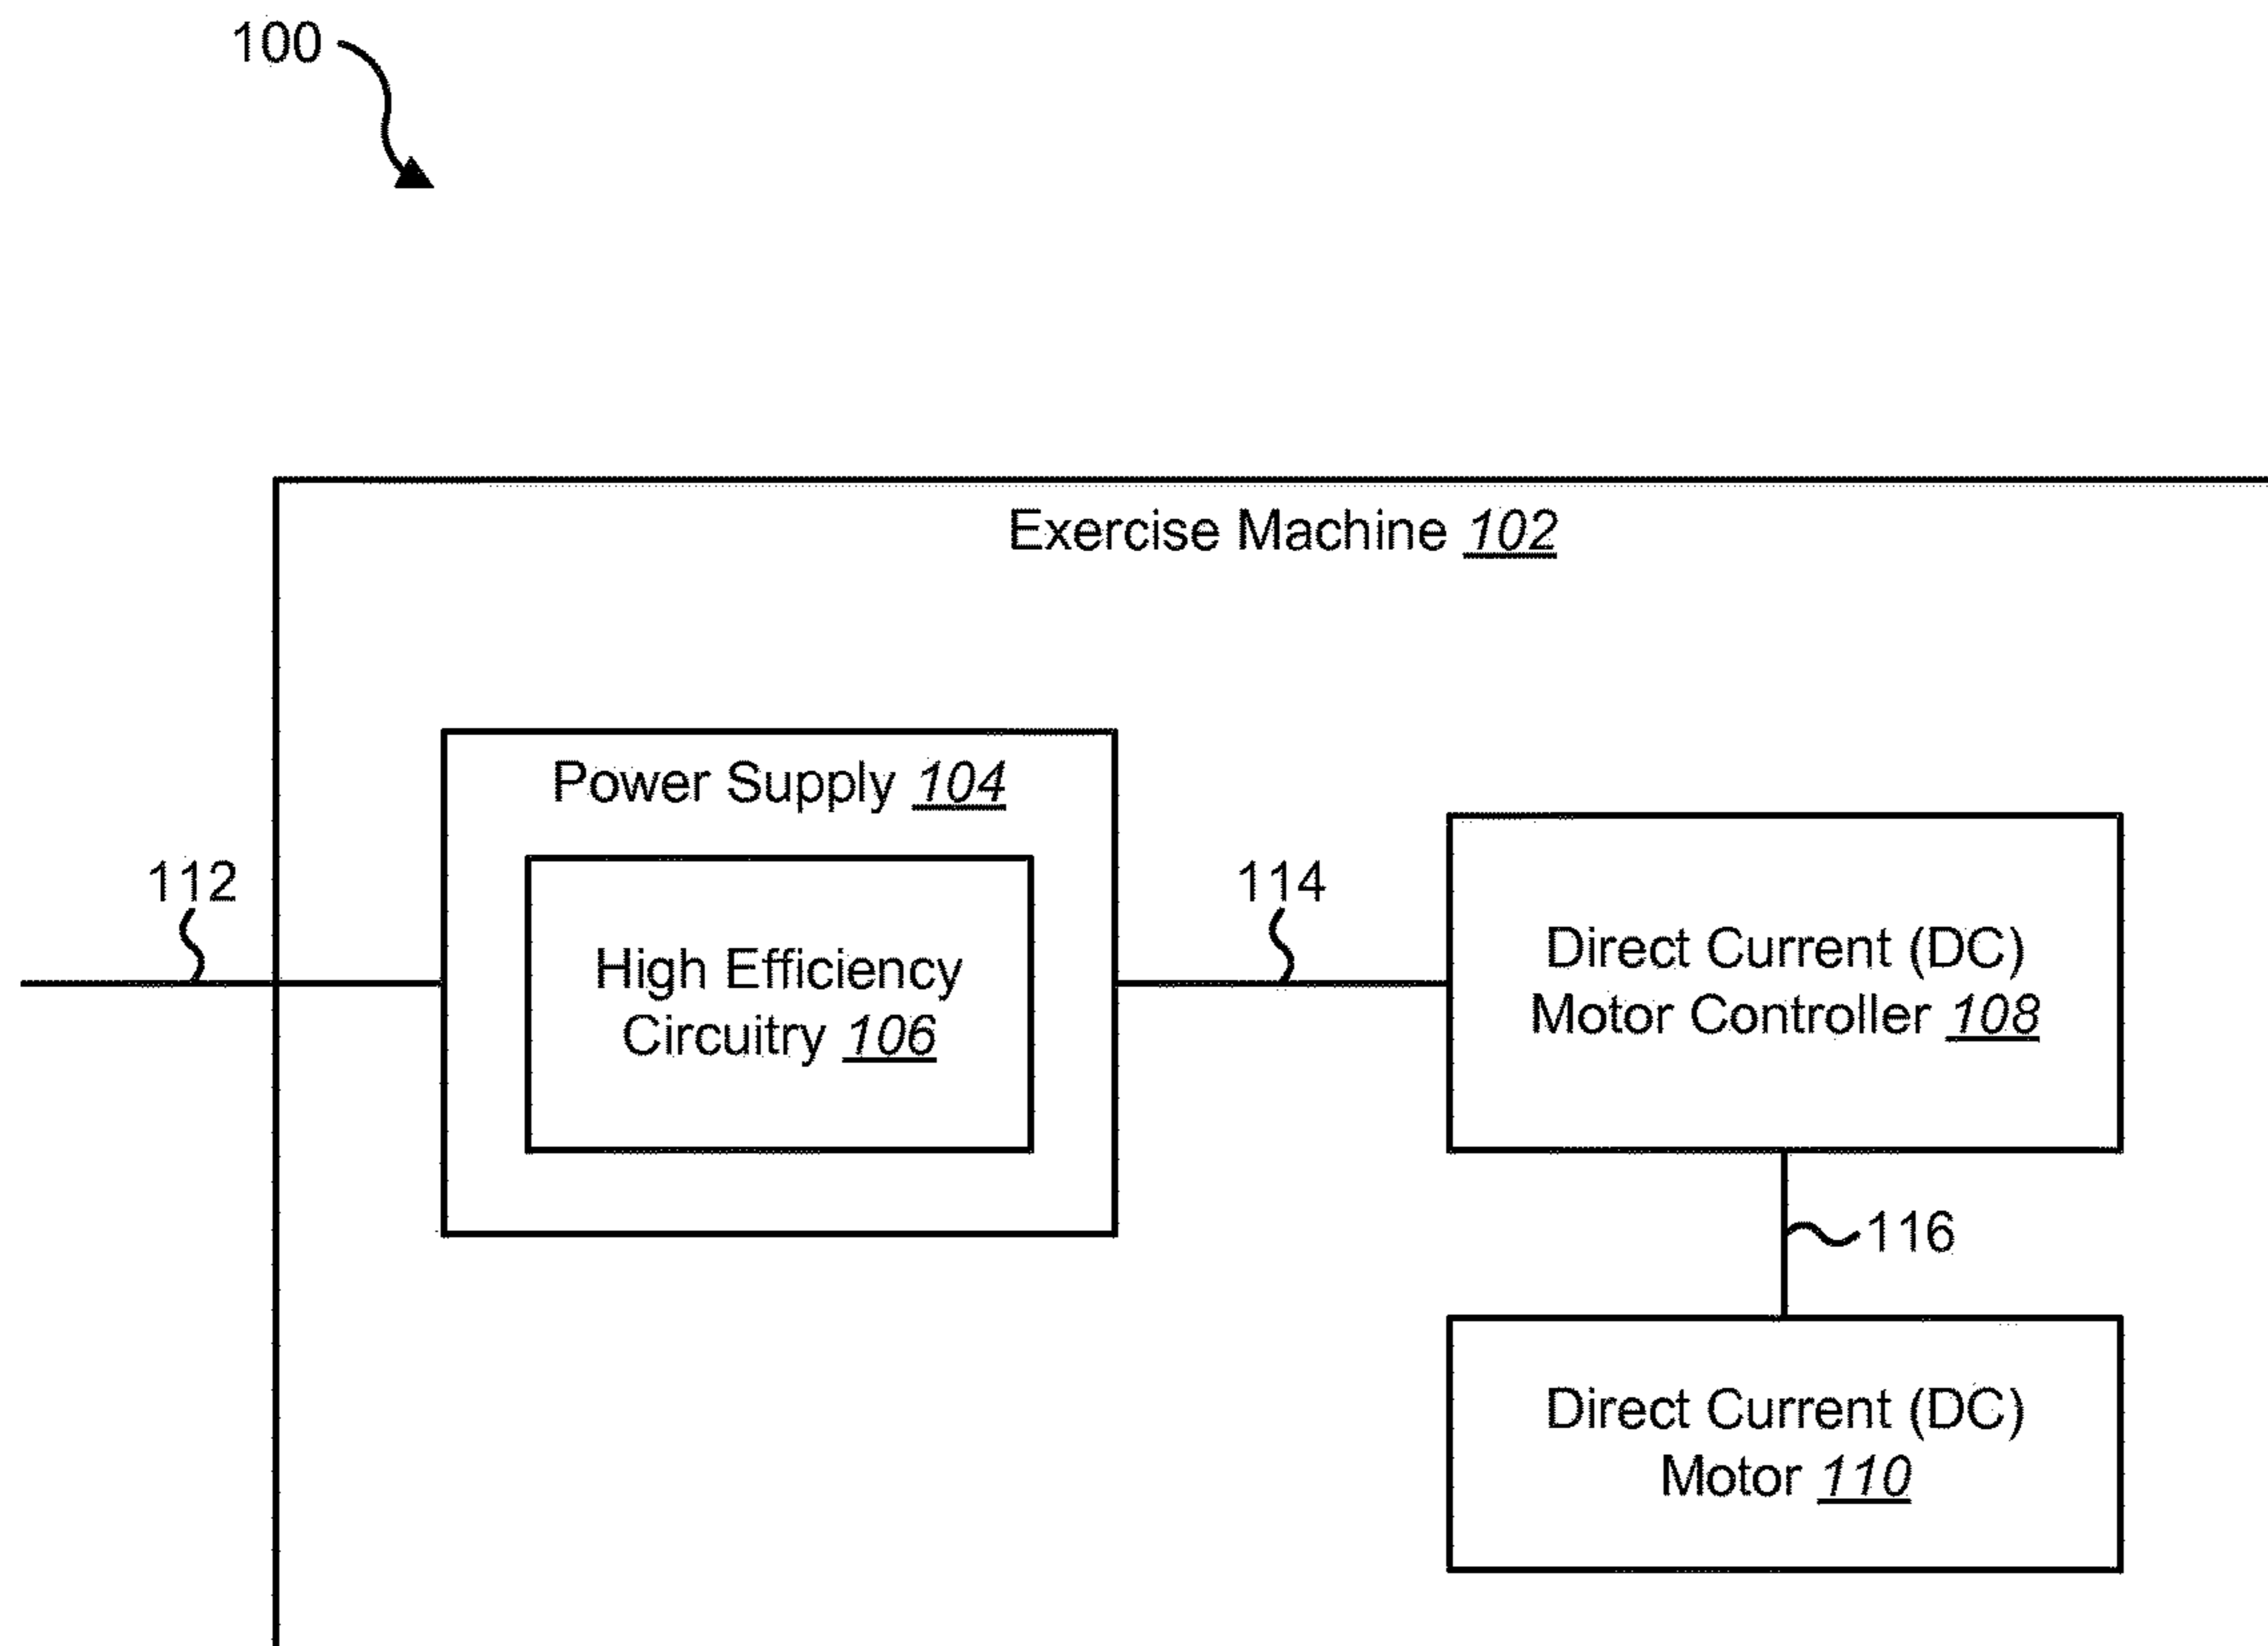 100
Exercise Machine 102
Power Supply 104
112
High Efficiency
Circuitry 106
114
Direct Current (DC)
Motor Controller 108
116
Direct Current (DC)
Motor 110